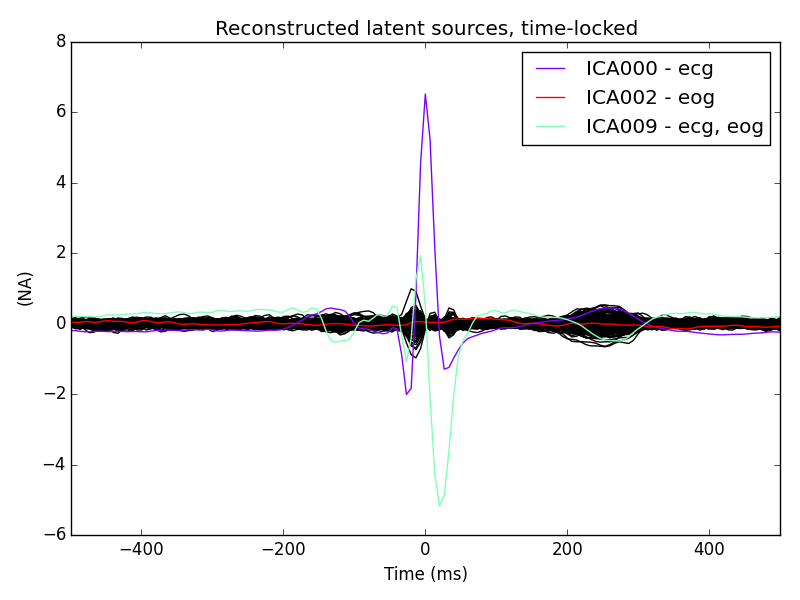 Reconstructed latent sources, time-locked
ICA000 - ecg
ICA002 - eog
ICA009 - ecg, eog
8
6
4
2
0
−2
−4
−6
(NA)
−400 −200 0 200 400
Time (ms)